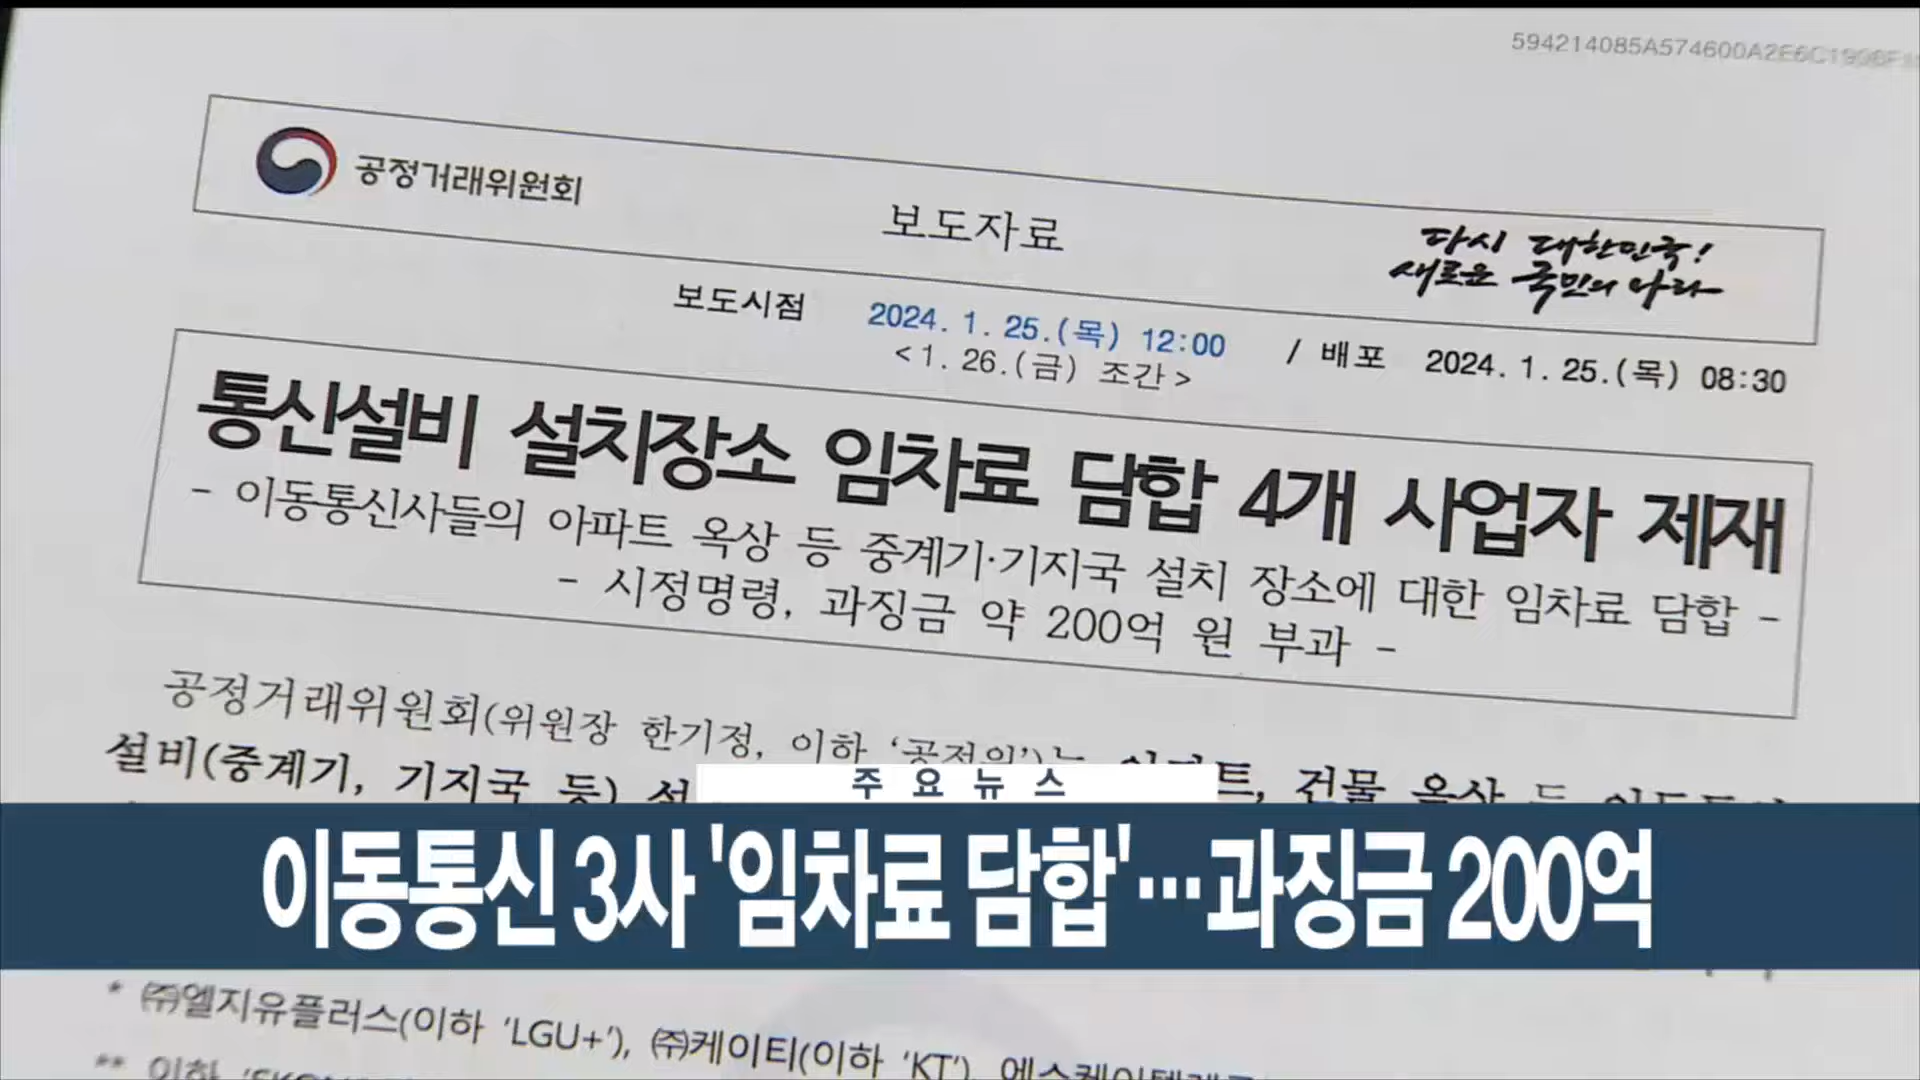 594214085A574600A2E6C
공정거래위원회
보도자료
다시 대한민국!
새로운 국민의 나라
보도시점 2024. 1. 25.(목) 12:00 / 배포 2024. 1. 25.(목) 08:30
<1. 26.(금) 조간>
통신설비 설치장소 임차료 담합 4개 사업자 제재
- 이동통신사들의 아파트 옥상 등 중계기·기지국 설치 장소에 대한 임차료 담합 -
- 시정명령, 과징금 약 200억 원 부과 -
공정거래위원회(위원장 한기정, 이하 '공정위')는
설비(중계기, 기지국 등) 건물 옥상 등
주요뉴스
이동통신 3사 '임차료 담합'…과징금 200억
* ㈜엘지유플러스(이하 'LGU+'), ㈜케이티(이하 'KT'),
** 이하